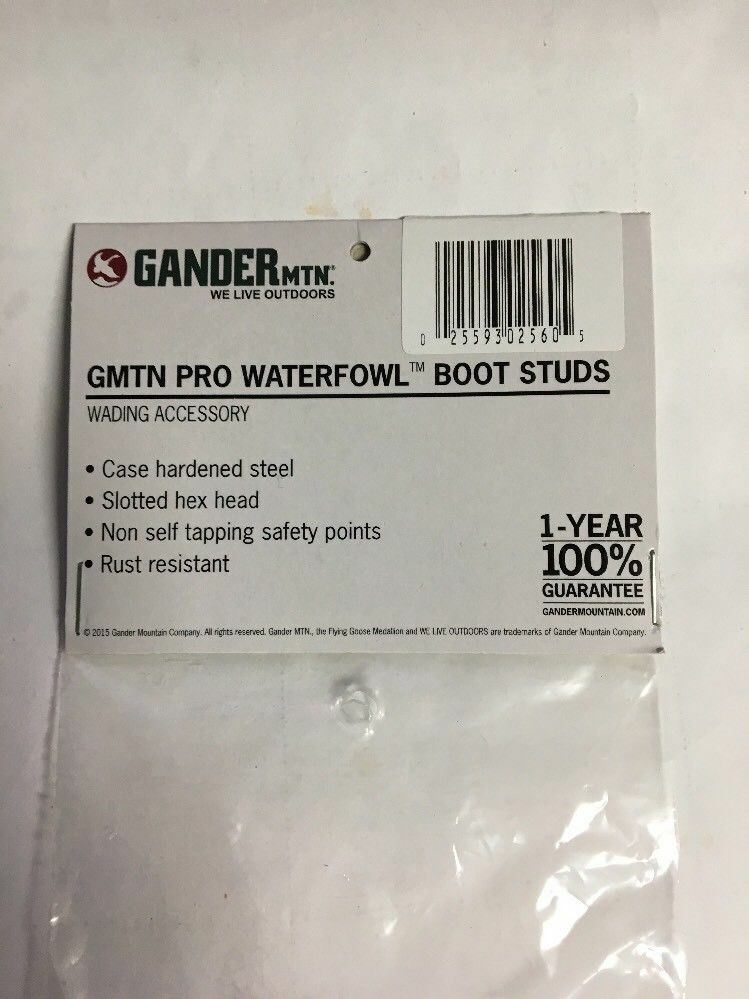 GANDER MTN.®
WE LIVE OUTDOORS
0 25593 02560 5
GMTN PRO WATERFOWL™ BOOT STUDS
WADING ACCESSORY
• Case hardened steel
• Slotted hex head
• Non self tapping safety points
• Rust resistant
1-YEAR
100%
GUARANTEE
GANDERMOUNTAIN.COM
© 2015 Gander Mountain Company. All rights reserved. Gander MTN., the Flying Goose Medallion and WE LIVE OUTDOORS are trademarks of Gander Mountain Company.